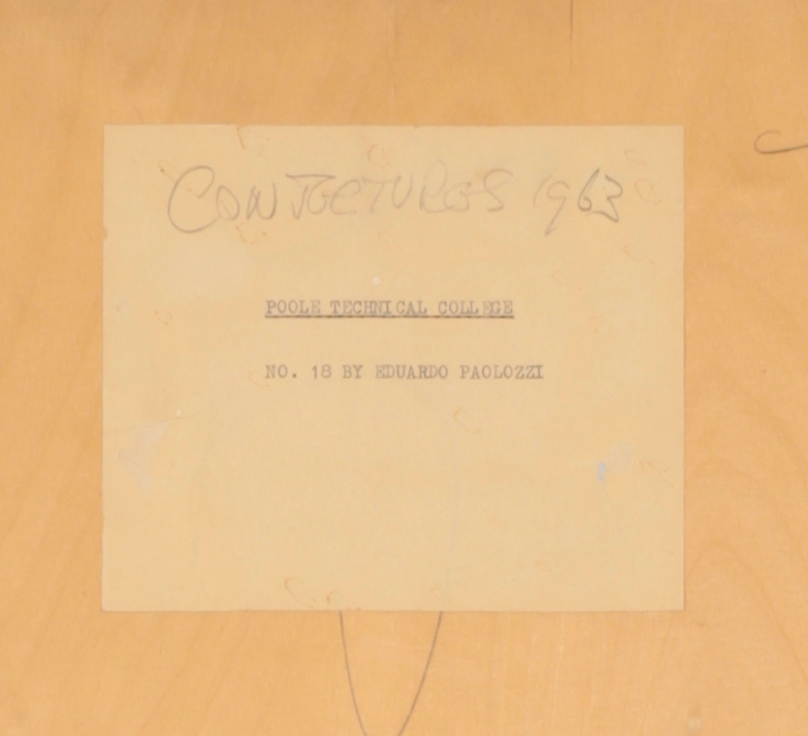 CONJECTURES 1963
POOLE TECHNICAL COLLEGE
NO. 18 BY EDUARDO PAOLOZZI